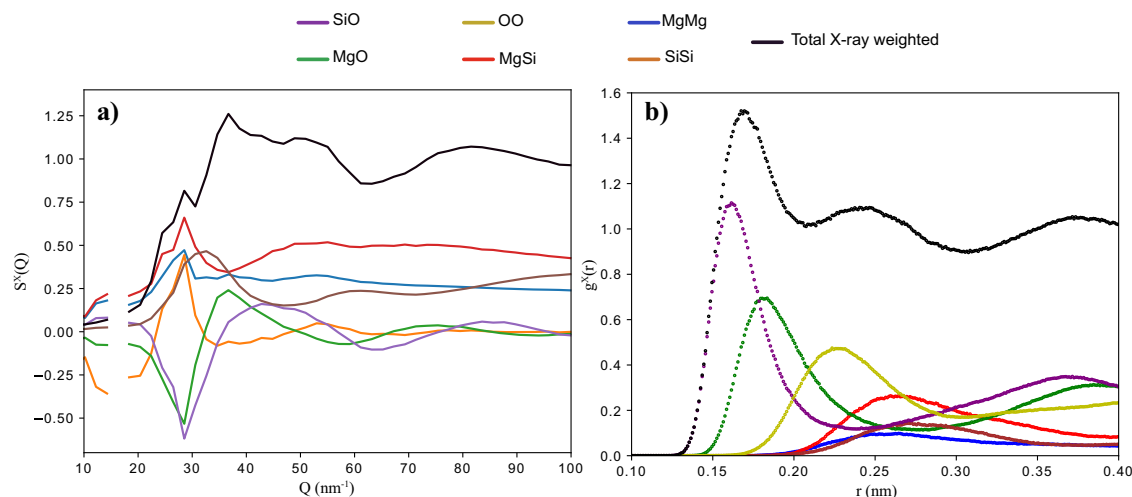 SiO OO MgMg
Total X-ray weighted
MgO MgSi SiSi
a)
1.25
1.00
0.75
0.50
0.25
0.00
−0.25
−0.50
S^X(Q)
10 20 30 40 50 60 70 80 90 100
Q (nm⁻¹)
b)
1.6
1.4
1.2
1.0
0.8
0.6
0.4
0.2
0.0
g^X(r)
0.10 0.15 0.20 0.25 0.30 0.35 0.40
r (nm)